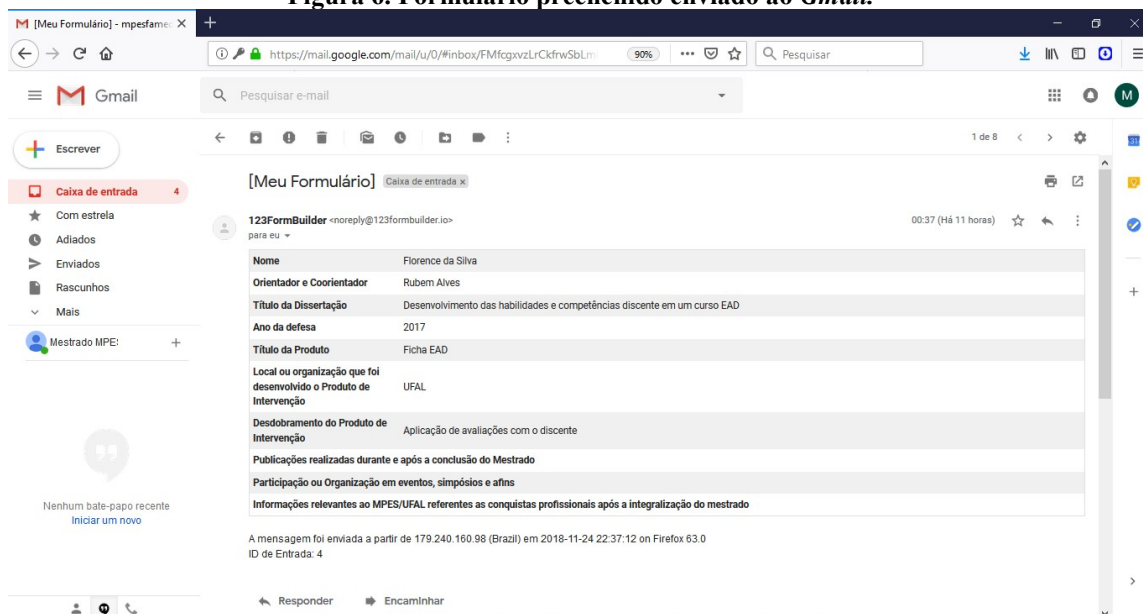 Figura 6: Formulário preenchido enviado ao Gmail.
[Meu Formulário] - mpesfamed
https://mail.google.com/mail/u/0/#inbox/FMfcgxvzLrCkfrwSbLm
90%
Pesquisar
Gmail
Pesquisar e-mail
M
Escrever
1 de 8
31
Caixa de entrada 4
Com estrela
Adiados
Enviados
Rascunhos
Mais
Mestrado MPE
Nenhum bate-papo recente
Iniciar um novo
[Meu Formulário] Caixa de entrada x
123FormBuilder <noreply@123formbuilder.io> 00:37 (Há 11 horas)
para eu
Nome Florence da Silva
Orientador e Coorientador Rubem Alves
Título da Dissertação Desenvolvimento das habilidades e competências discente em um curso EAD
Ano da defesa 2017
Título da Produto Ficha EAD
Local ou organização que foi
desenvolvido o Produto de UFAL
Intervenção
Desdobramento do Produto de
Intervenção Aplicação de avaliações com o discente
Publicações realizadas durante e após a conclusão do Mestrado
Participação ou Organização em eventos, simpósios e afins
Informações relevantes ao MPES/UFAL referentes as conquistas profissionais após a integralização do mestrado
A mensagem foi enviada a partir de 179.240.160.98 (Brazil) em 2018-11-24 22:37:12 on Firefox 63.0
ID de Entrada: 4
Responder Encaminhar